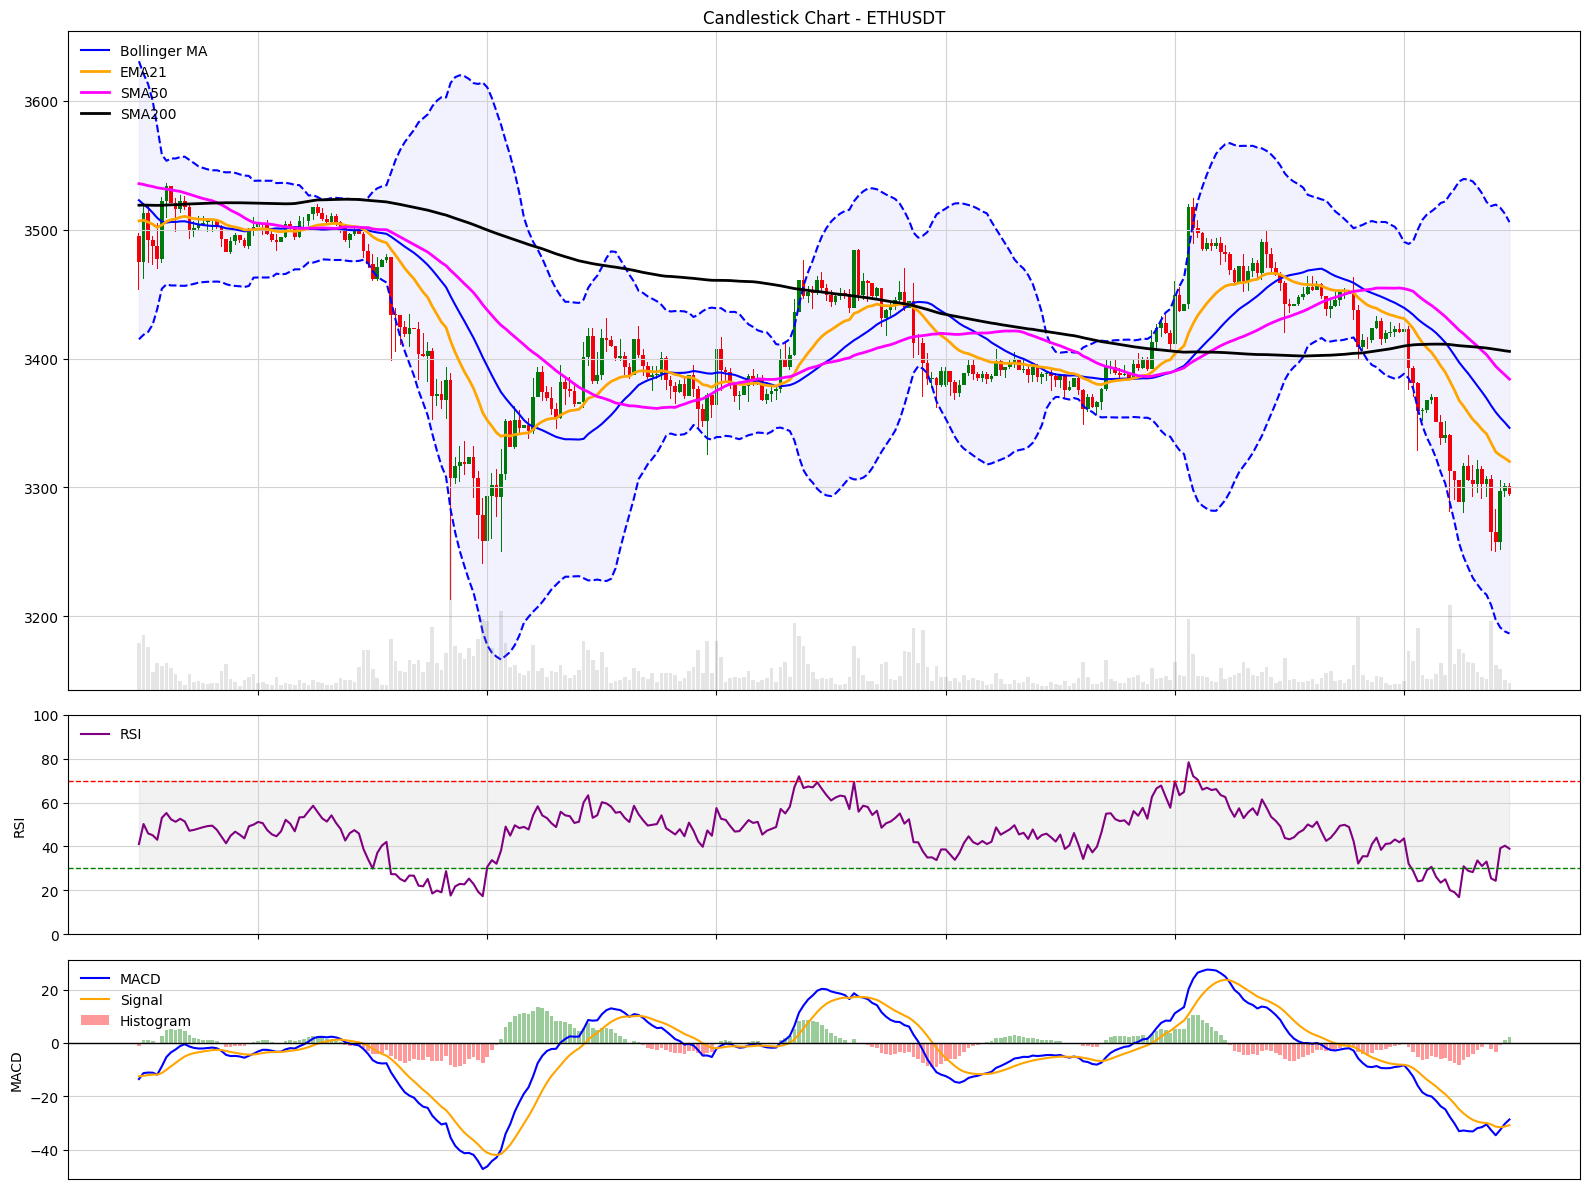 Candlestick Chart - ETHUSDT
Bollinger MA
EMA21
SMA50
SMA200
3600
3500
3400
3300
3200
RSI
100
80
60
40
20
0
RSI
MACD
Signal
Histogram
20
0
−20
−40
MACD